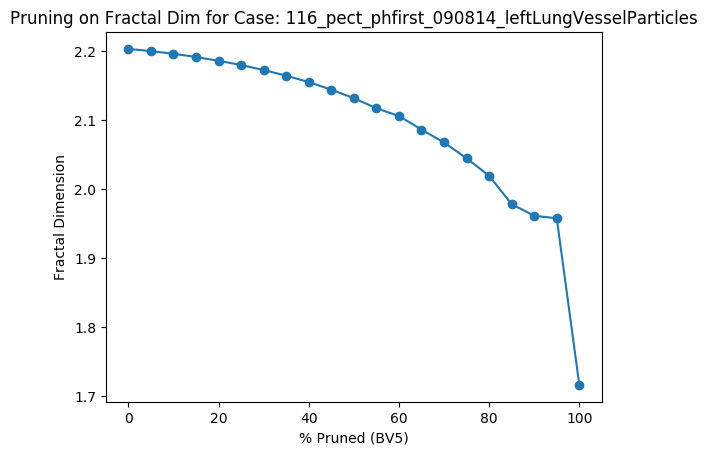 Pruning on Fractal Dim for Case: 116_pect_phfirst_090814_leftLungVesselParticles
2.2
2.1
2.0
1.9
1.8
1.7
Fractal Dimension
0 20 40 60 80 100
% Pruned (BV5)